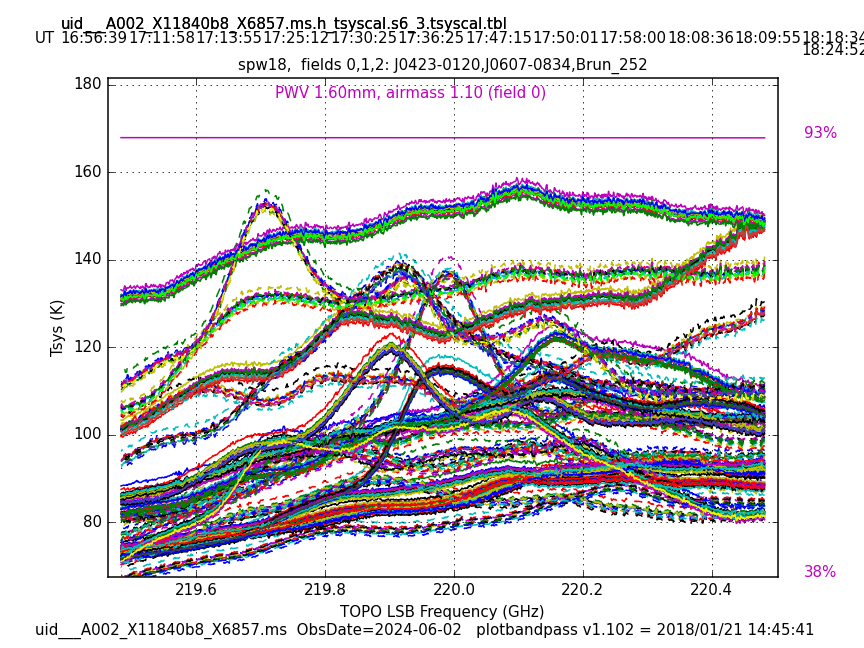 uid___A002_X11840b8_X6857.ms.h_tsyscal.s6_3.tsyscal.tbl
UT 16:56:39 17:11:58 17:13:55 17:25:12 17:30:25 17:36:25 17:47:15 17:50:01 17:58:00 18:08:36 18:09:55 18:18:34
18:24:52
spw18,  fields 0,1,2: J0423-0120,J0607-0834,Brun_252
PWV 1.60mm, airmass 1.10 (field 0)
180
160
140
120
100
80
Tsys (K)
93%
38%
219.6 219.8 220.0 220.2 220.4
TOPO LSB Frequency (GHz)
uid___A002_X11840b8_X6857.ms  ObsDate=2024-06-02   plotbandpass v1.102 = 2018/01/21 14:45:41